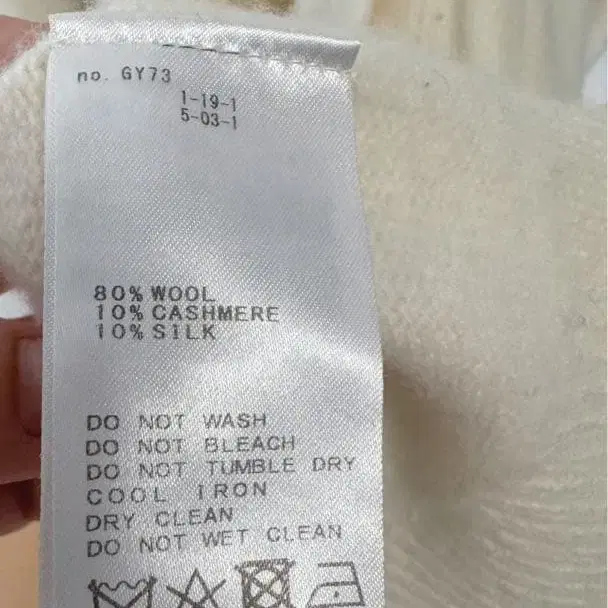 no. GY73
1-19-1
5-03-1
80% WOOL
10% CASHMERE
10% SILK
DO NOT WASH
DO NOT BLEACH
DO NOT TUMBLE DRY
COOL IRON
DRY CLEAN
DO NOT WET CLEAN